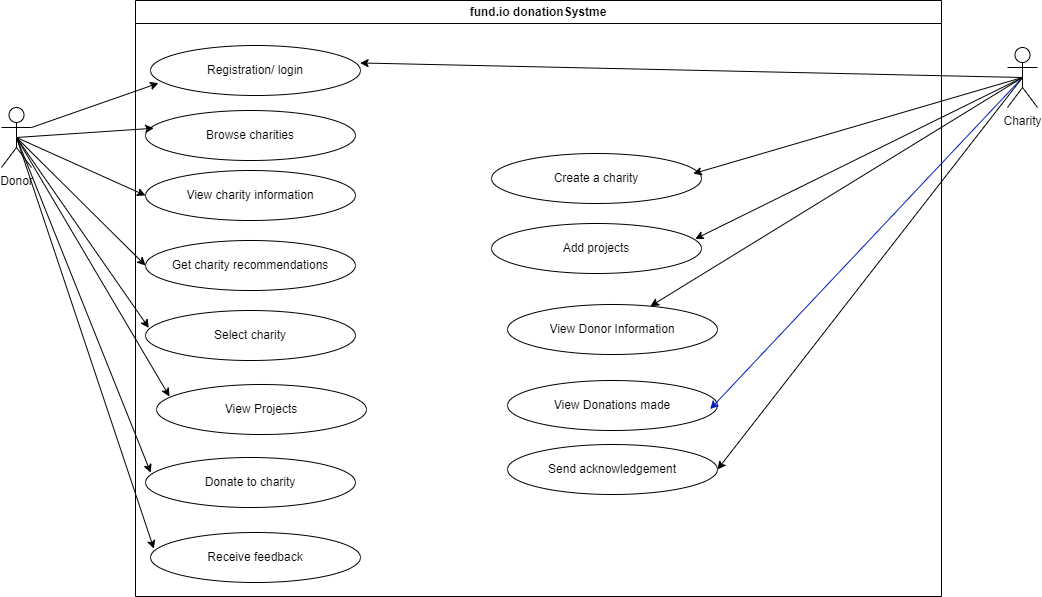 fund.io donationSystme
Registration/ login
Browse charities
View charity information
Get charity recommendations
Select charity
View Projects
Donate to charity
Receive feedback
Create a charity
Add projects
View Donor Information
View Donations made
Send acknowledgement
Donor
Charity